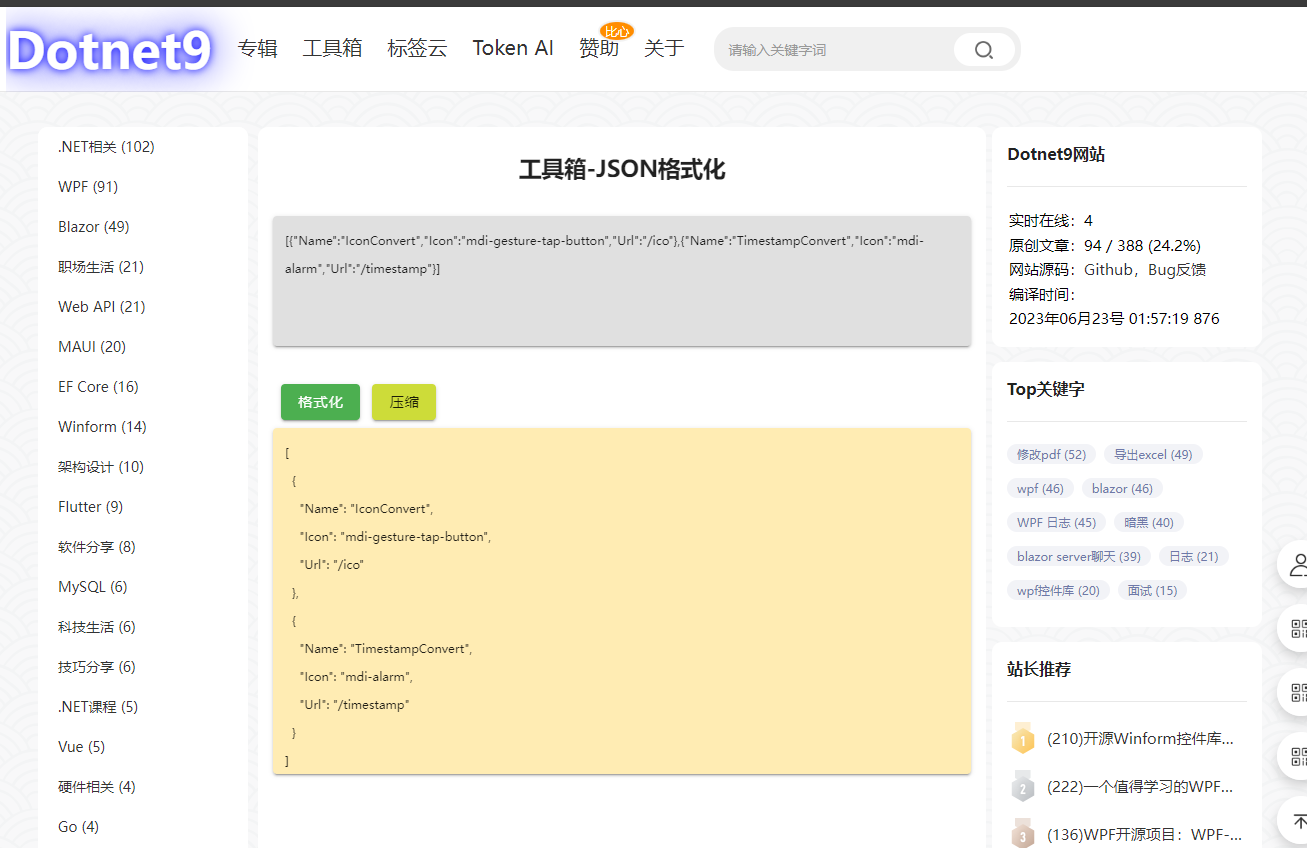 Dotnet9
专辑
工具箱
标签云
Token AI
赞助
比心
关于
请输入关键字词
.NET相关 (102)
WPF (91)
Blazor (49)
职场生活 (21)
Web API (21)
MAUI (20)
EF Core (16)
Winform (14)
架构设计 (10)
Flutter (9)
软件分享 (8)
MySQL (6)
科技生活 (6)
技巧分享 (6)
.NET课程 (5)
Vue (5)
硬件相关 (4)
Go (4)
工具箱-JSON格式化
[{"Name":"IconConvert","Icon":"mdi-gesture-tap-button","Url":"/ico"},{"Name":"TimestampConvert","Icon":"mdi-
alarm","Url":"/timestamp"}]
格式化
压缩
[
{
"Name": "IconConvert",
"Icon": "mdi-gesture-tap-button",
"Url": "/ico"
},
{
"Name": "TimestampConvert",
"Icon": "mdi-alarm",
"Url": "/timestamp"
}
]
Dotnet9网站
实时在线：4
原创文章：94 / 388 (24.2%)
网站源码：Github，Bug反馈
编译时间：
2023年06月23号 01:57:19 876
Top关键字
修改pdf (52)
导出excel (49)
wpf (46)
blazor (46)
WPF 日志 (45)
暗黑 (40)
blazor server聊天 (39)
日志 (21)
wpf控件库 (20)
面试 (15)
站长推荐
1
(210)开源Winform控件库...
2
(222)一个值得学习的WPF...
3
(136)WPF开源项目：WPF-...